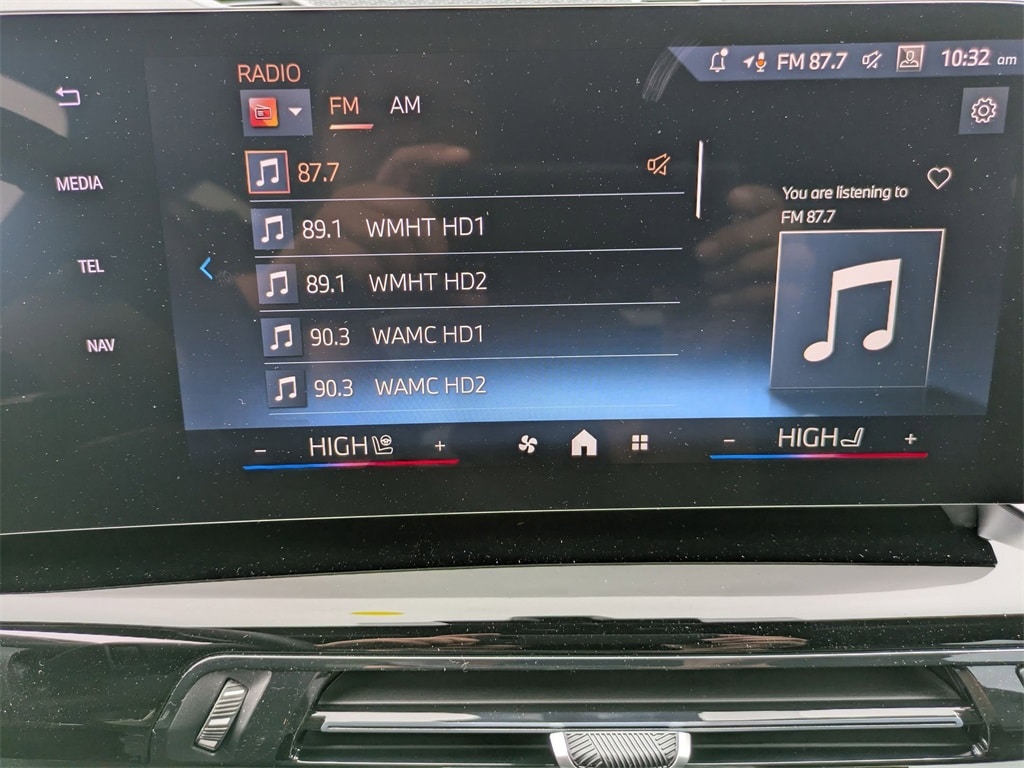 FM 87.7 10:32 am
RADIO
FM AM
MEDIA
TEL
NAV
87.7
89.1 WMHT HD1
89.1 WMHT HD2
90.3 WAMC HD1
90.3 WAMC HD2
You are listening to
FM 87.7
- HIGH +
- HIGH +